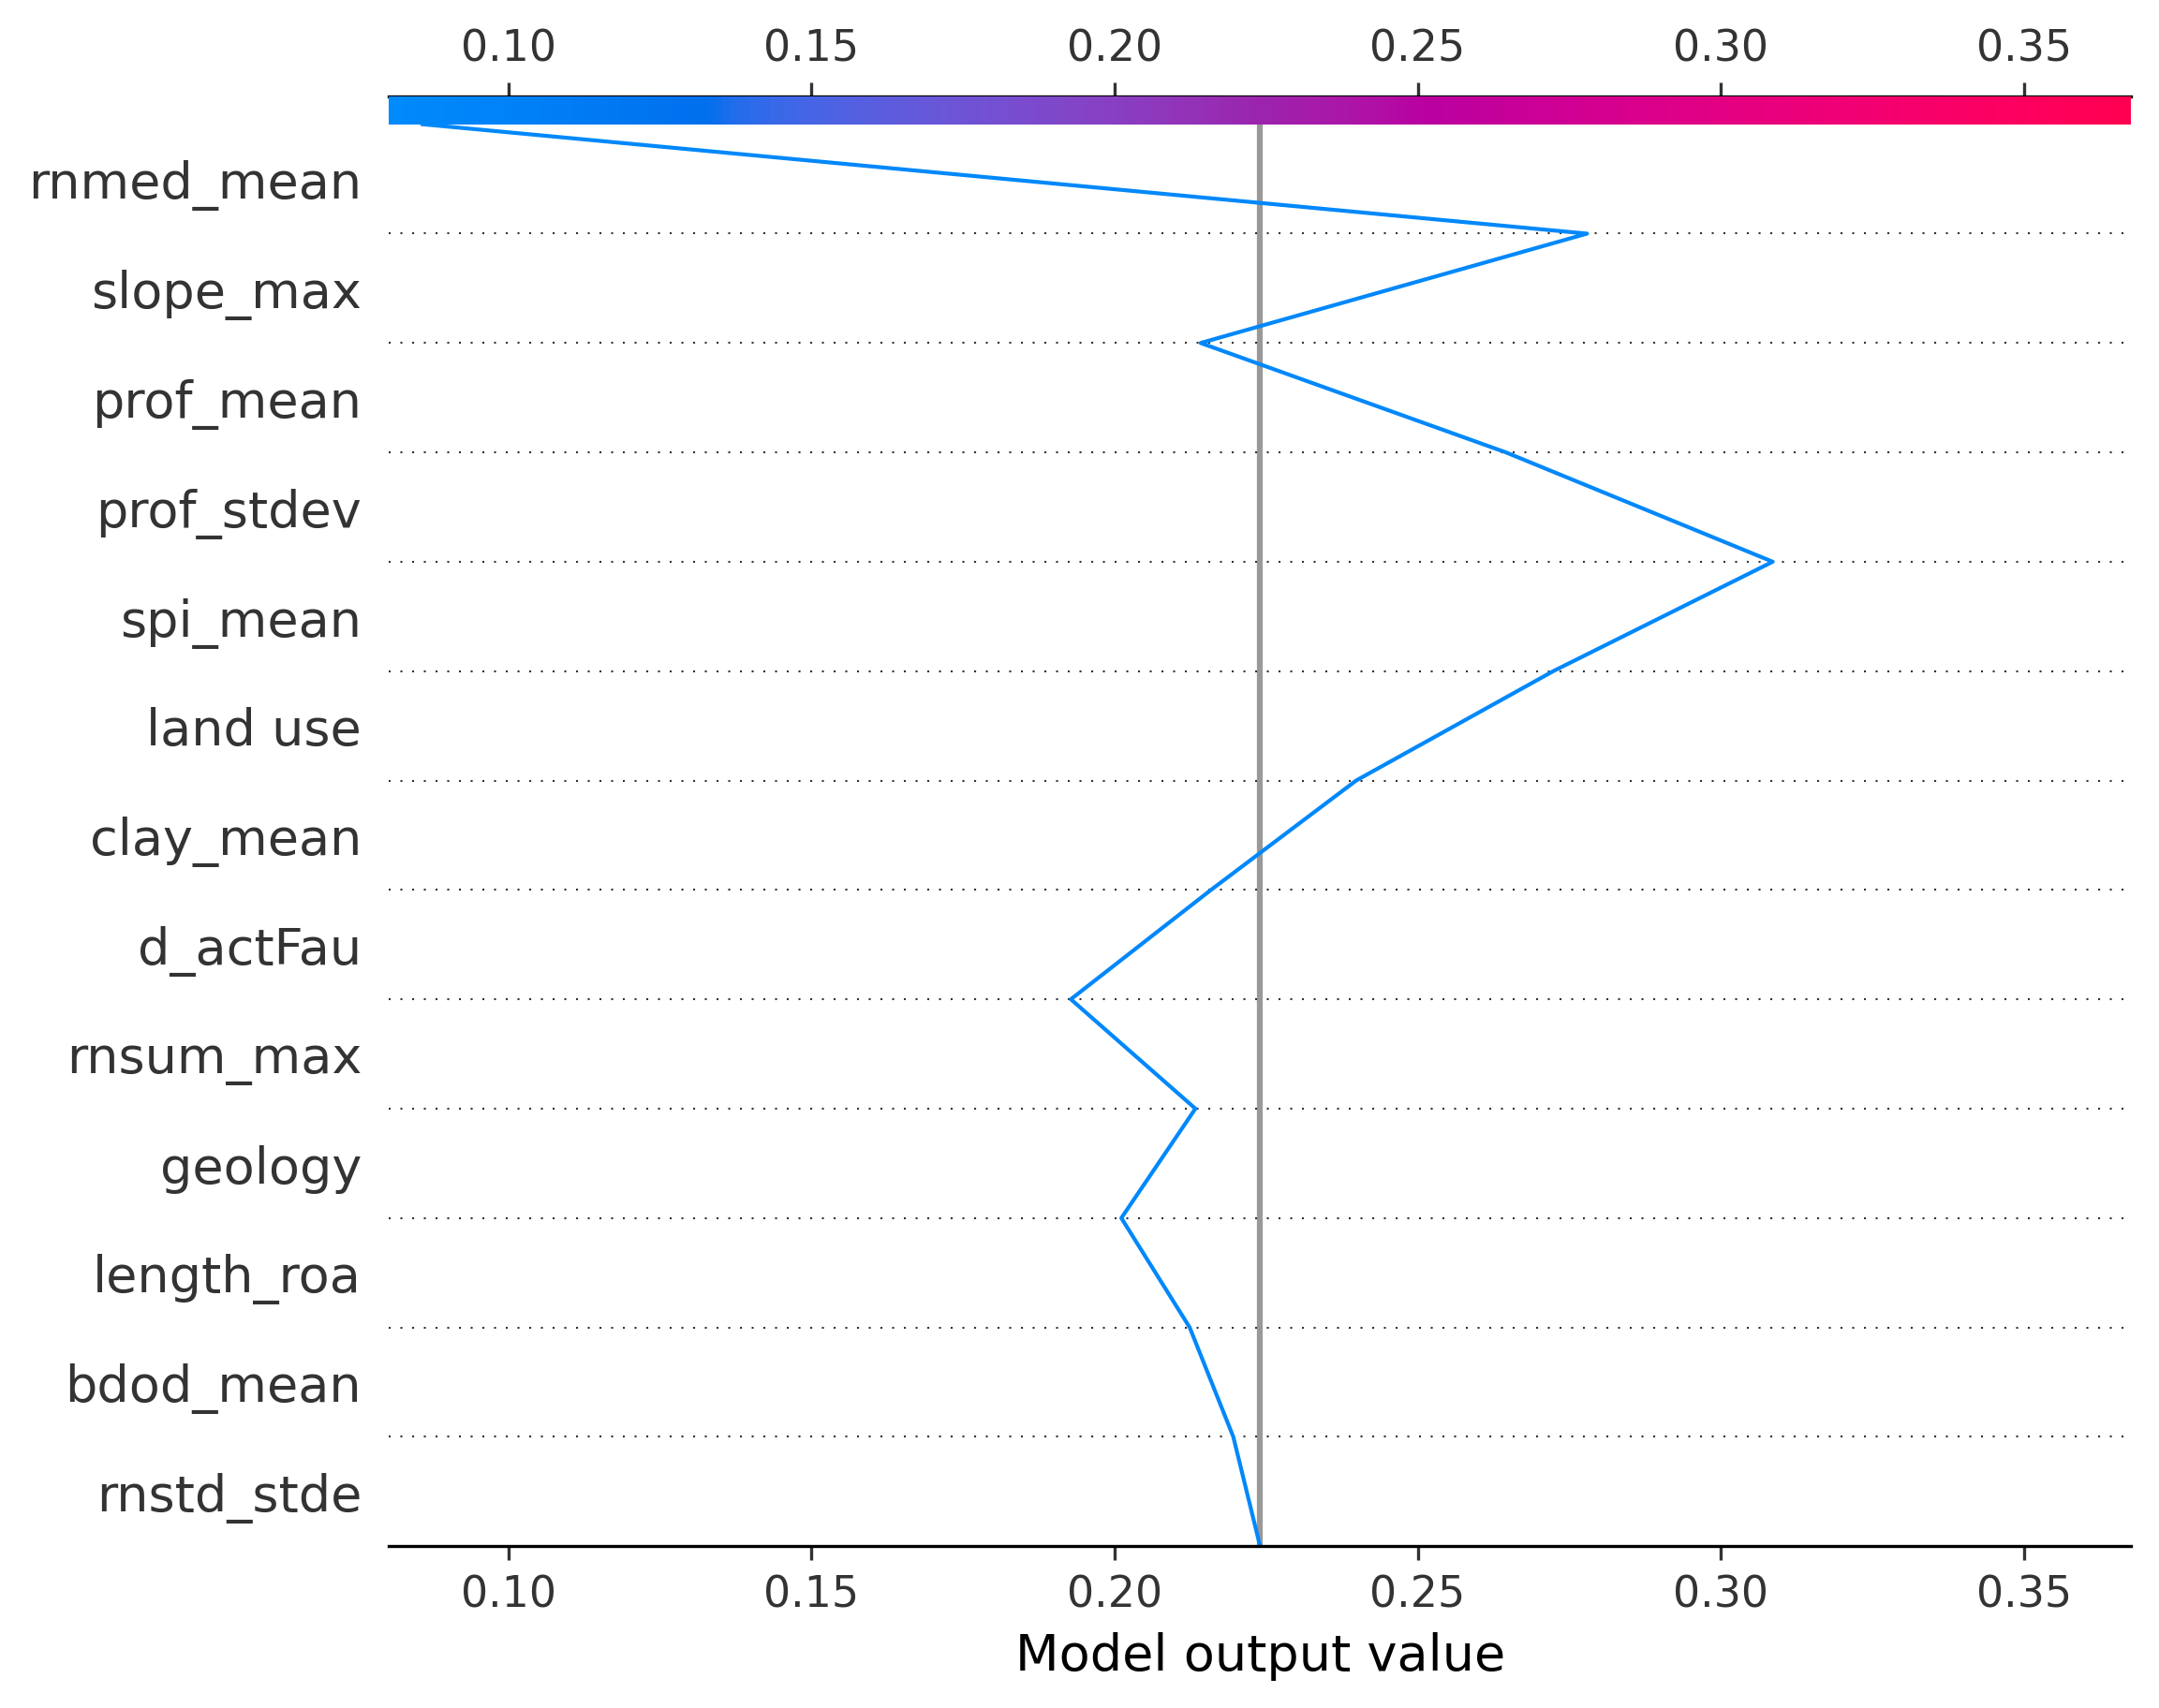 0.10 0.15 0.20 0.25 0.30 0.35
rnmed_mean
slope_max
prof_mean
prof_stdev
spi_mean
land use
clay_mean
d_actFau
rnsum_max
geology
length_roa
bdod_mean
rnstd_stde
0.10 0.15 0.20 0.25 0.30 0.35
Model output value